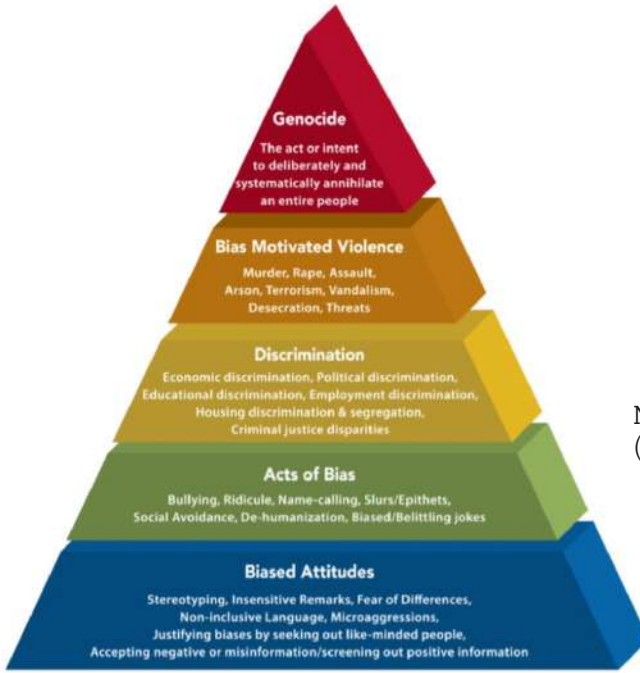 Genocide
The act or intent
to deliberately and
systematically annihilate
an entire people
Bias Motivated Violence
Murder, Rape, Assault,
Arson, Terrorism, Vandalism,
Desecration, Threats
Discrimination
Economic discrimination, Political discrimination,
Educational discrimination, Employment discrimination,
Housing discrimination & segregation,
Criminal justice disparities
Acts of Bias
Bullying, Ridicule, Name-calling, Slurs/Epithets,
Social Avoidance, De-humanization, Biased/Belittling jokes
Biased Attitudes
Stereotyping, Insensitive Remarks, Fear of Differences,
Non-inclusive Language, Microaggressions,
Justifying biases by seeking out like-minded people,
Accepting negative or misinformation/screening out positive information